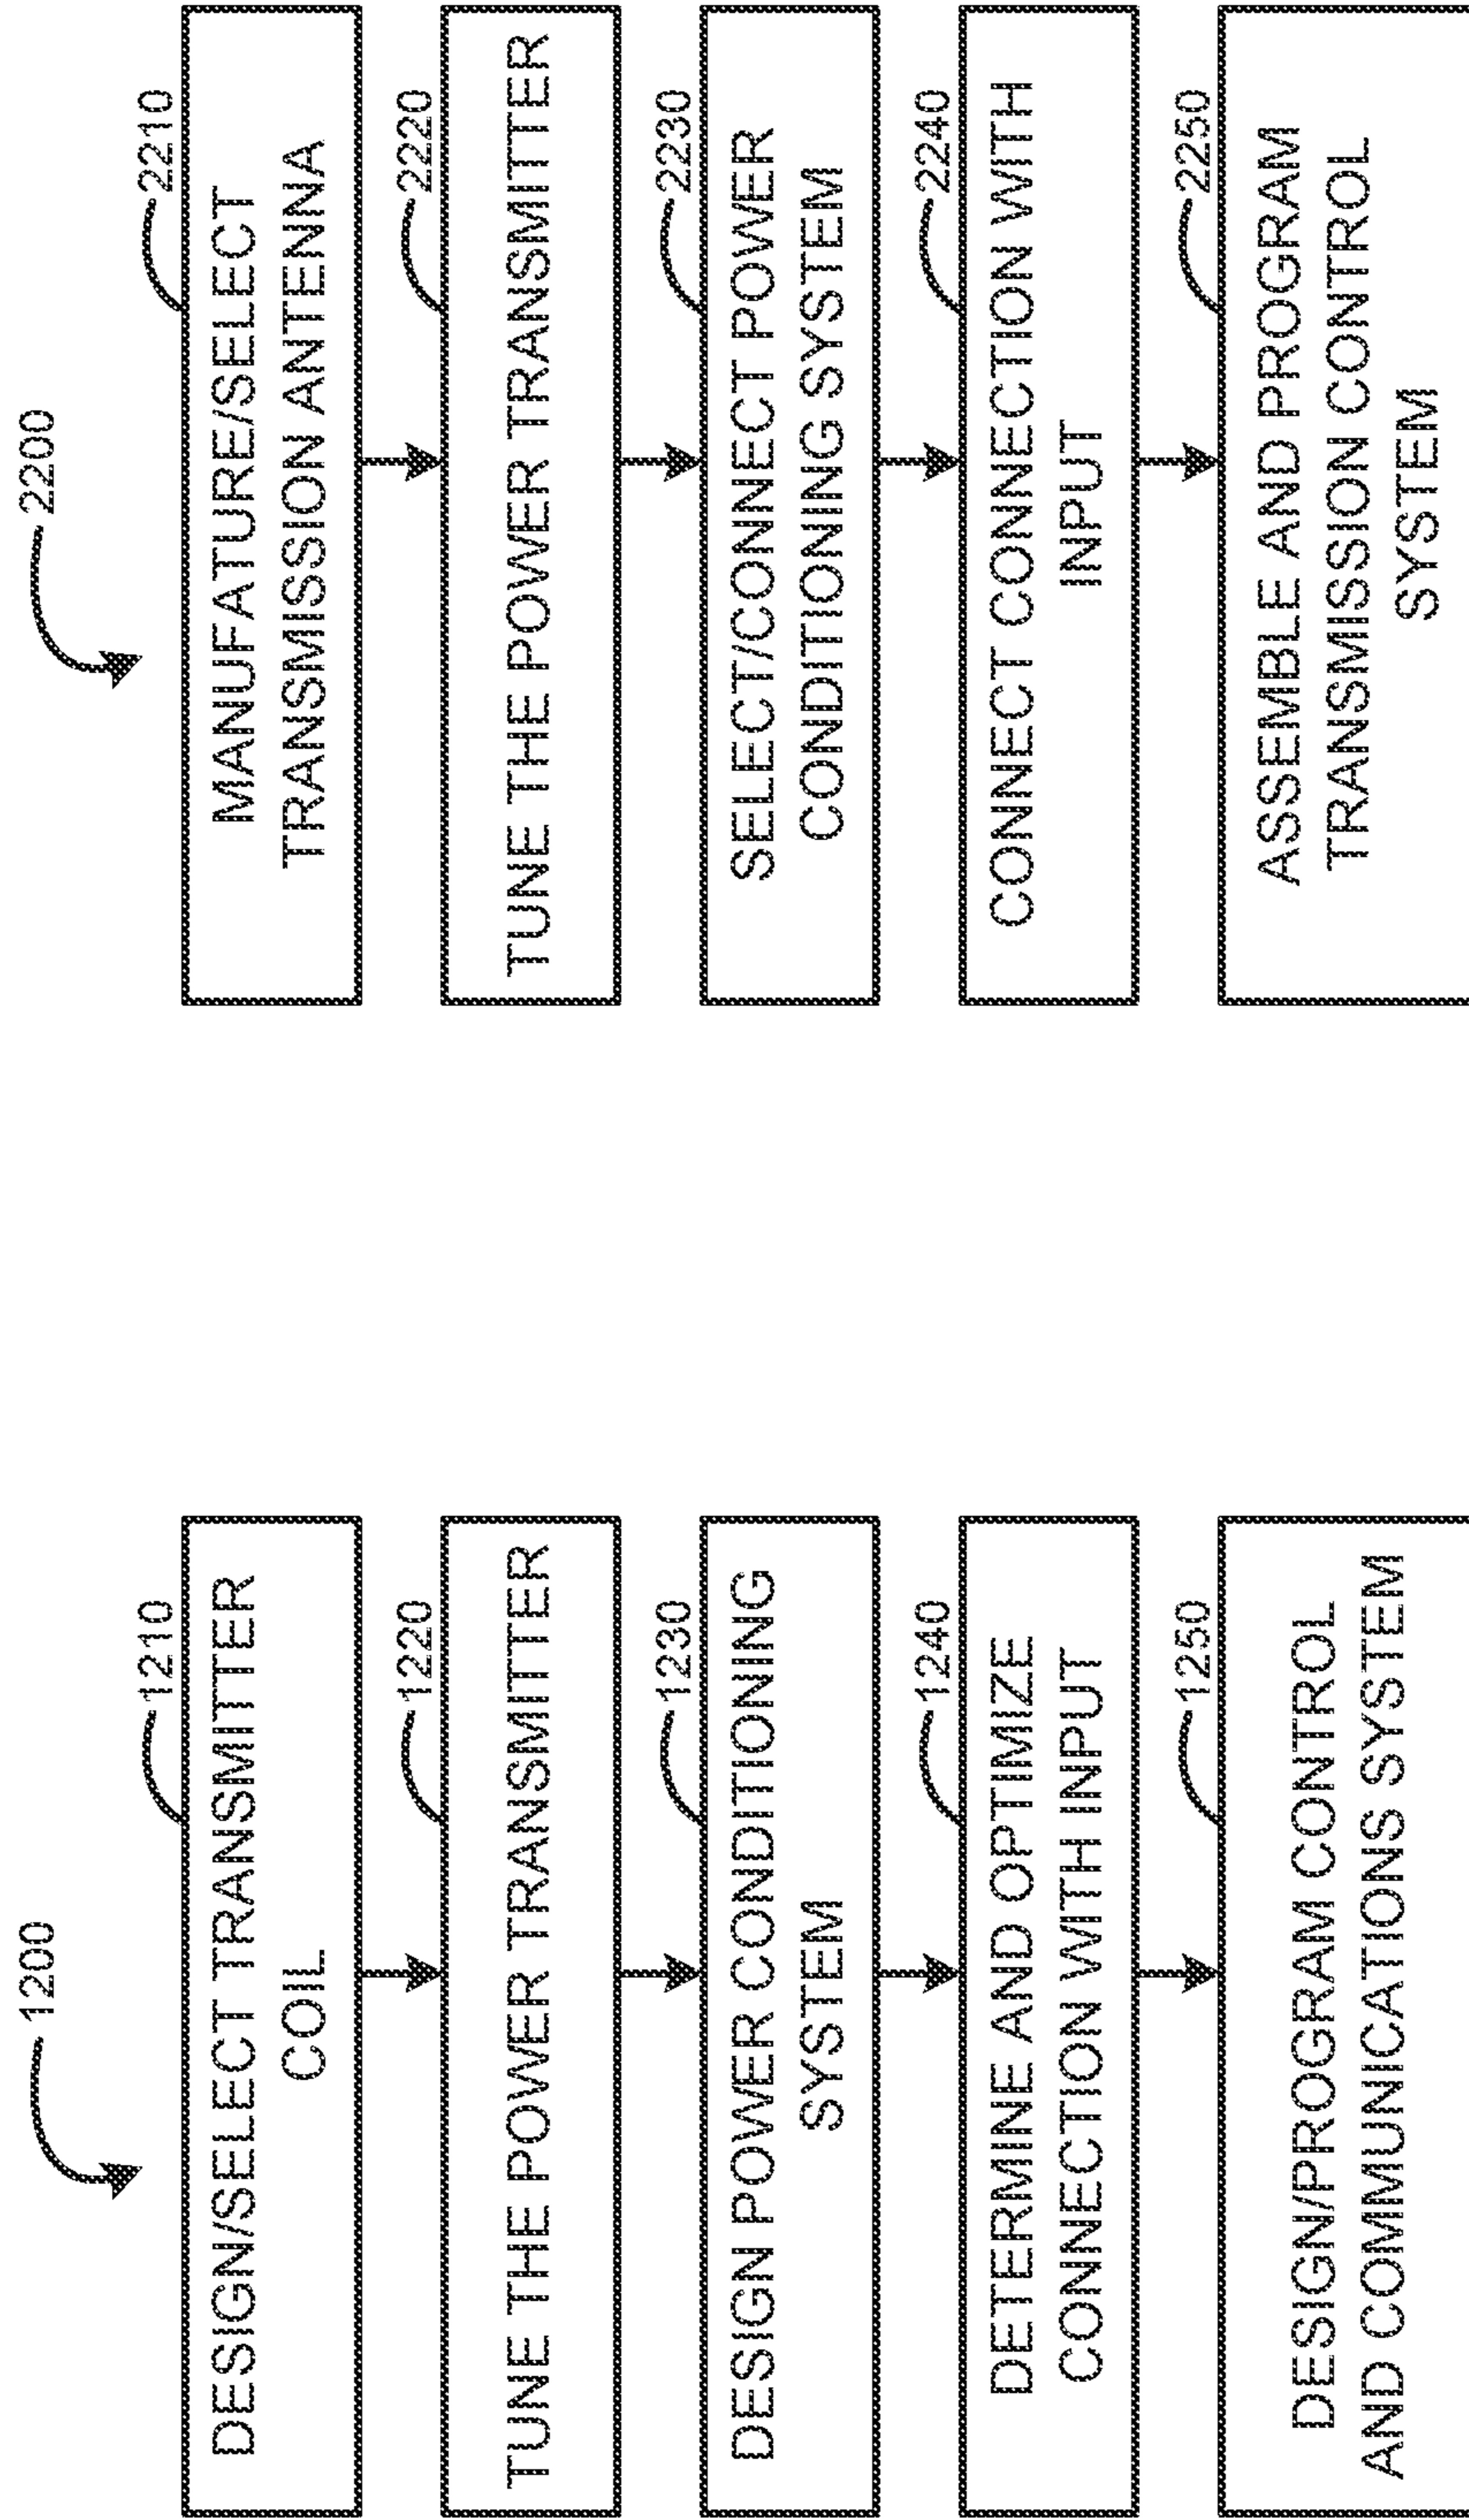 1200
1210
DESIGN/SELECT TRANSMITTER
COIL
1220
TUNE THE POWER TRANSMITTER
1230
DESIGN POWER CONDITIONING
SYSTEM
1240
DETERMINE AND OPTIMIZE
CONNECTION WITH INPUT
1250
DESIGN/PROGRAM CONTROL
AND COMMUNICATIONS SYSTEM
2200
2210
MANUFATURE/SELECT
TRANSMISSION ANTENNA
2220
TUNE THE POWER TRANSMITTER
2230
SELECT/CONNECT POWER
CONDITIONING SYSTEM
2240
CONNECT CONNECTION WITH
INPUT
2250
ASSEMBLE AND PROGRAM
TRANSMISSION CONTROL
SYSTEM